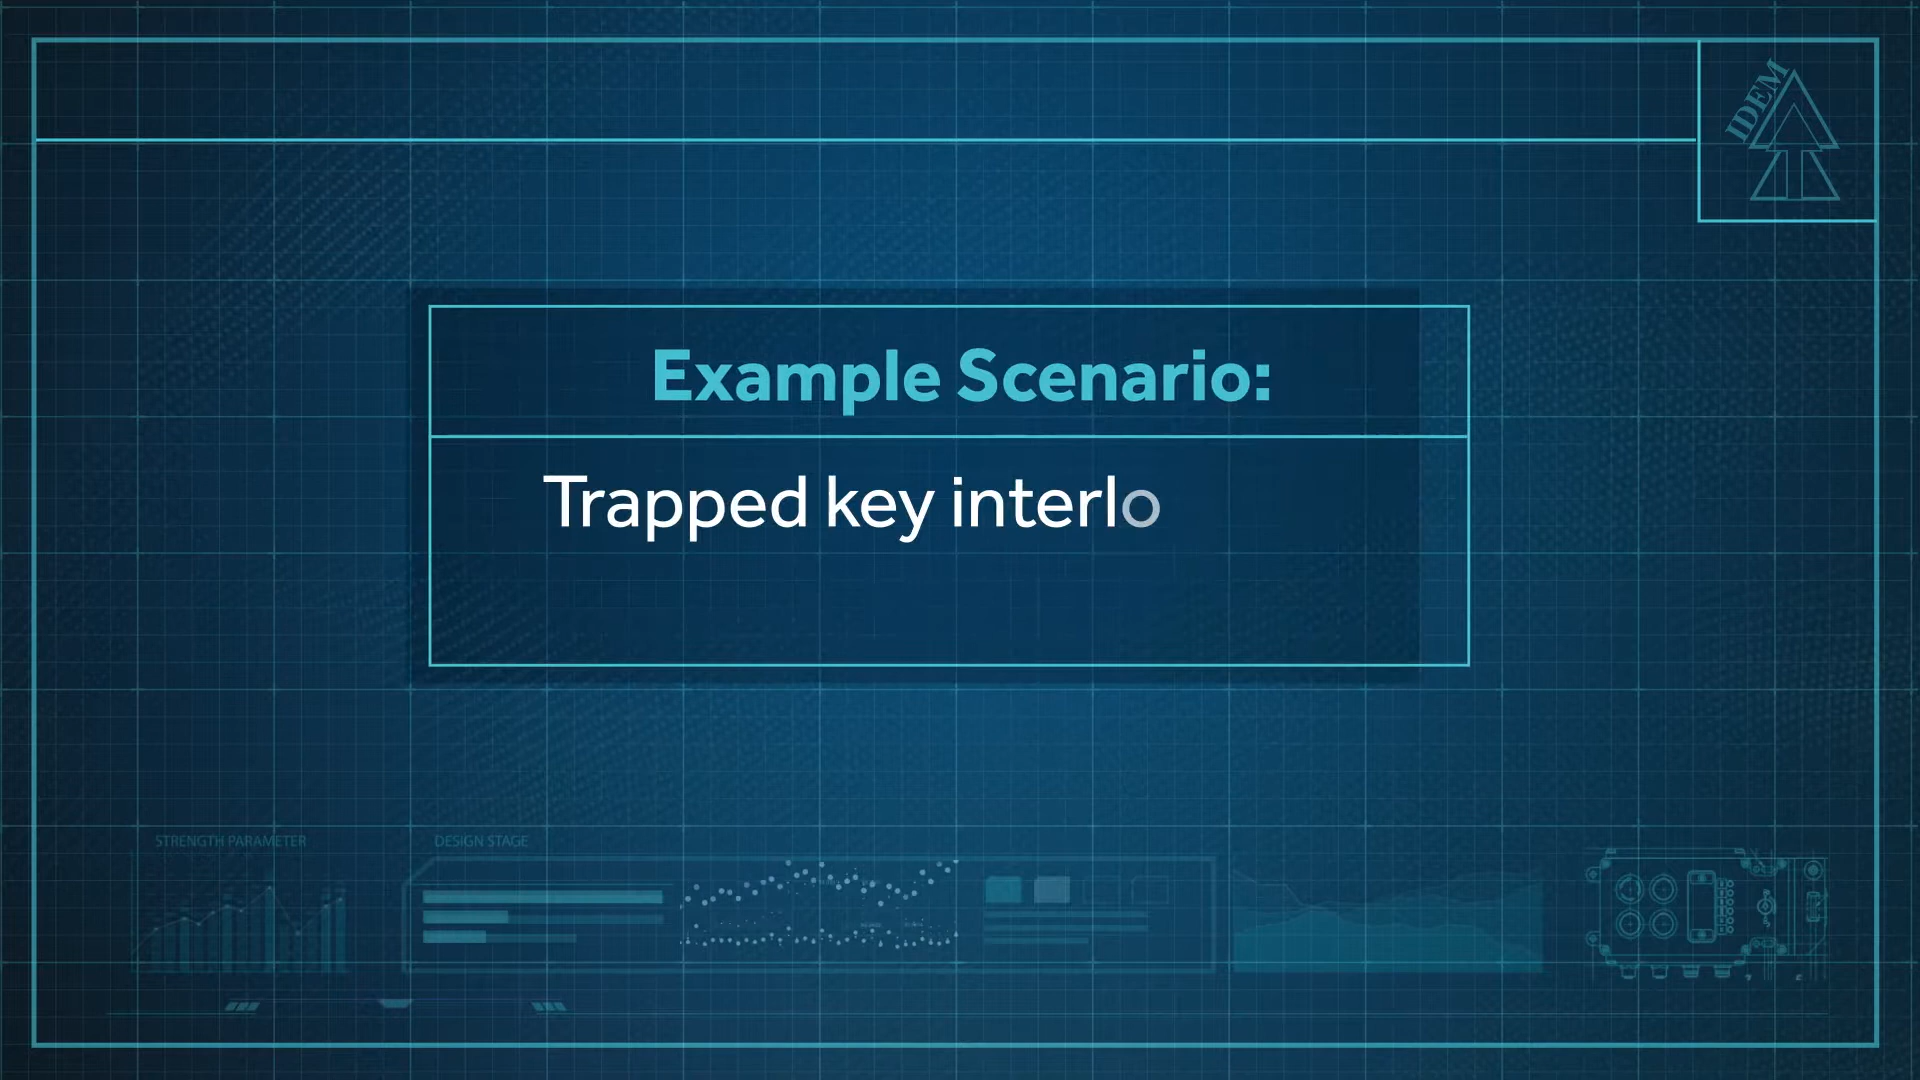 IDEM
Example Scenario:
Trapped key interlo
STRENGTH PARAMETER
DESIGN STAGE